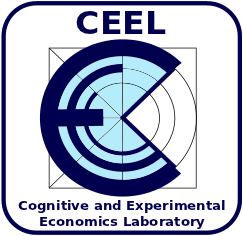 CEEL
Cognitive and Experimental
Economics Laboratory